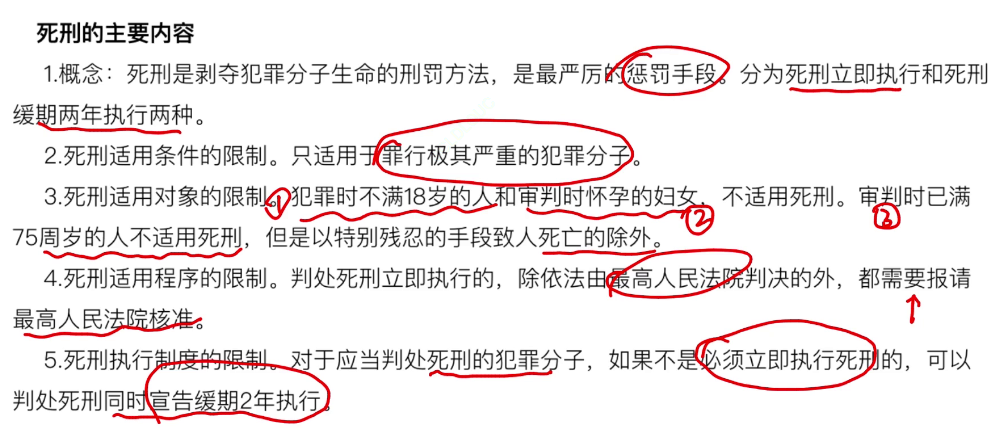 死刑的主要内容
1.概念：死刑是剥夺犯罪分子生命的刑罚方法，是最严厉的惩罚手段。分为死刑立即执行和死刑
缓期两年执行两种。
2.死刑适用条件的限制。只适用于罪行极其严重的犯罪分子。
3.死刑适用对象的限制。①犯罪时不满18岁的人和审判时怀孕的妇女，不适用死刑。审判时已满
② ③
75周岁的人不适用死刑，但是以特别残忍的手段致人死亡的除外。
4.死刑适用程序的限制。判处死刑立即执行的，除依法由最高人民法院判决的外，都需要报请
最高人民法院核准。
5.死刑执行制度的限制。对于应当判处死刑的犯罪分子，如果不是必须立即执行死刑的，可以
判处死刑同时宣告缓期2年执行。